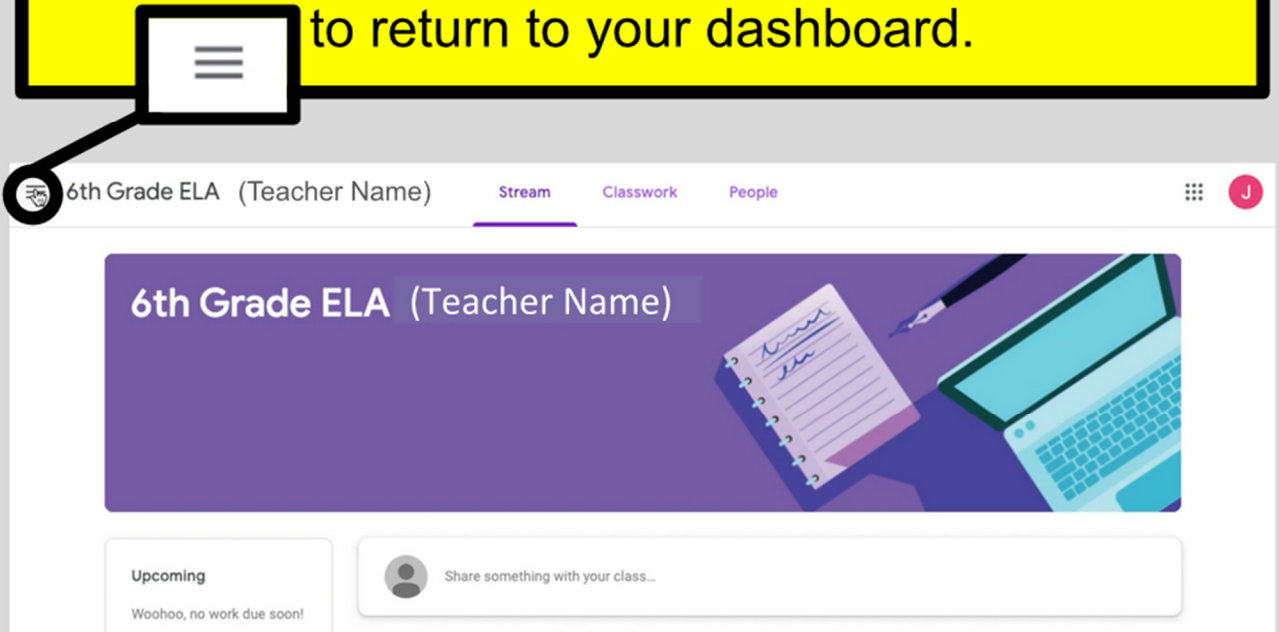 to return to your dashboard.
6th Grade ELA (Teacher Name) Stream Classwork People J
6th Grade ELA (Teacher Name)
Upcoming
Share something with your class...
Woohoo, no work due soon!